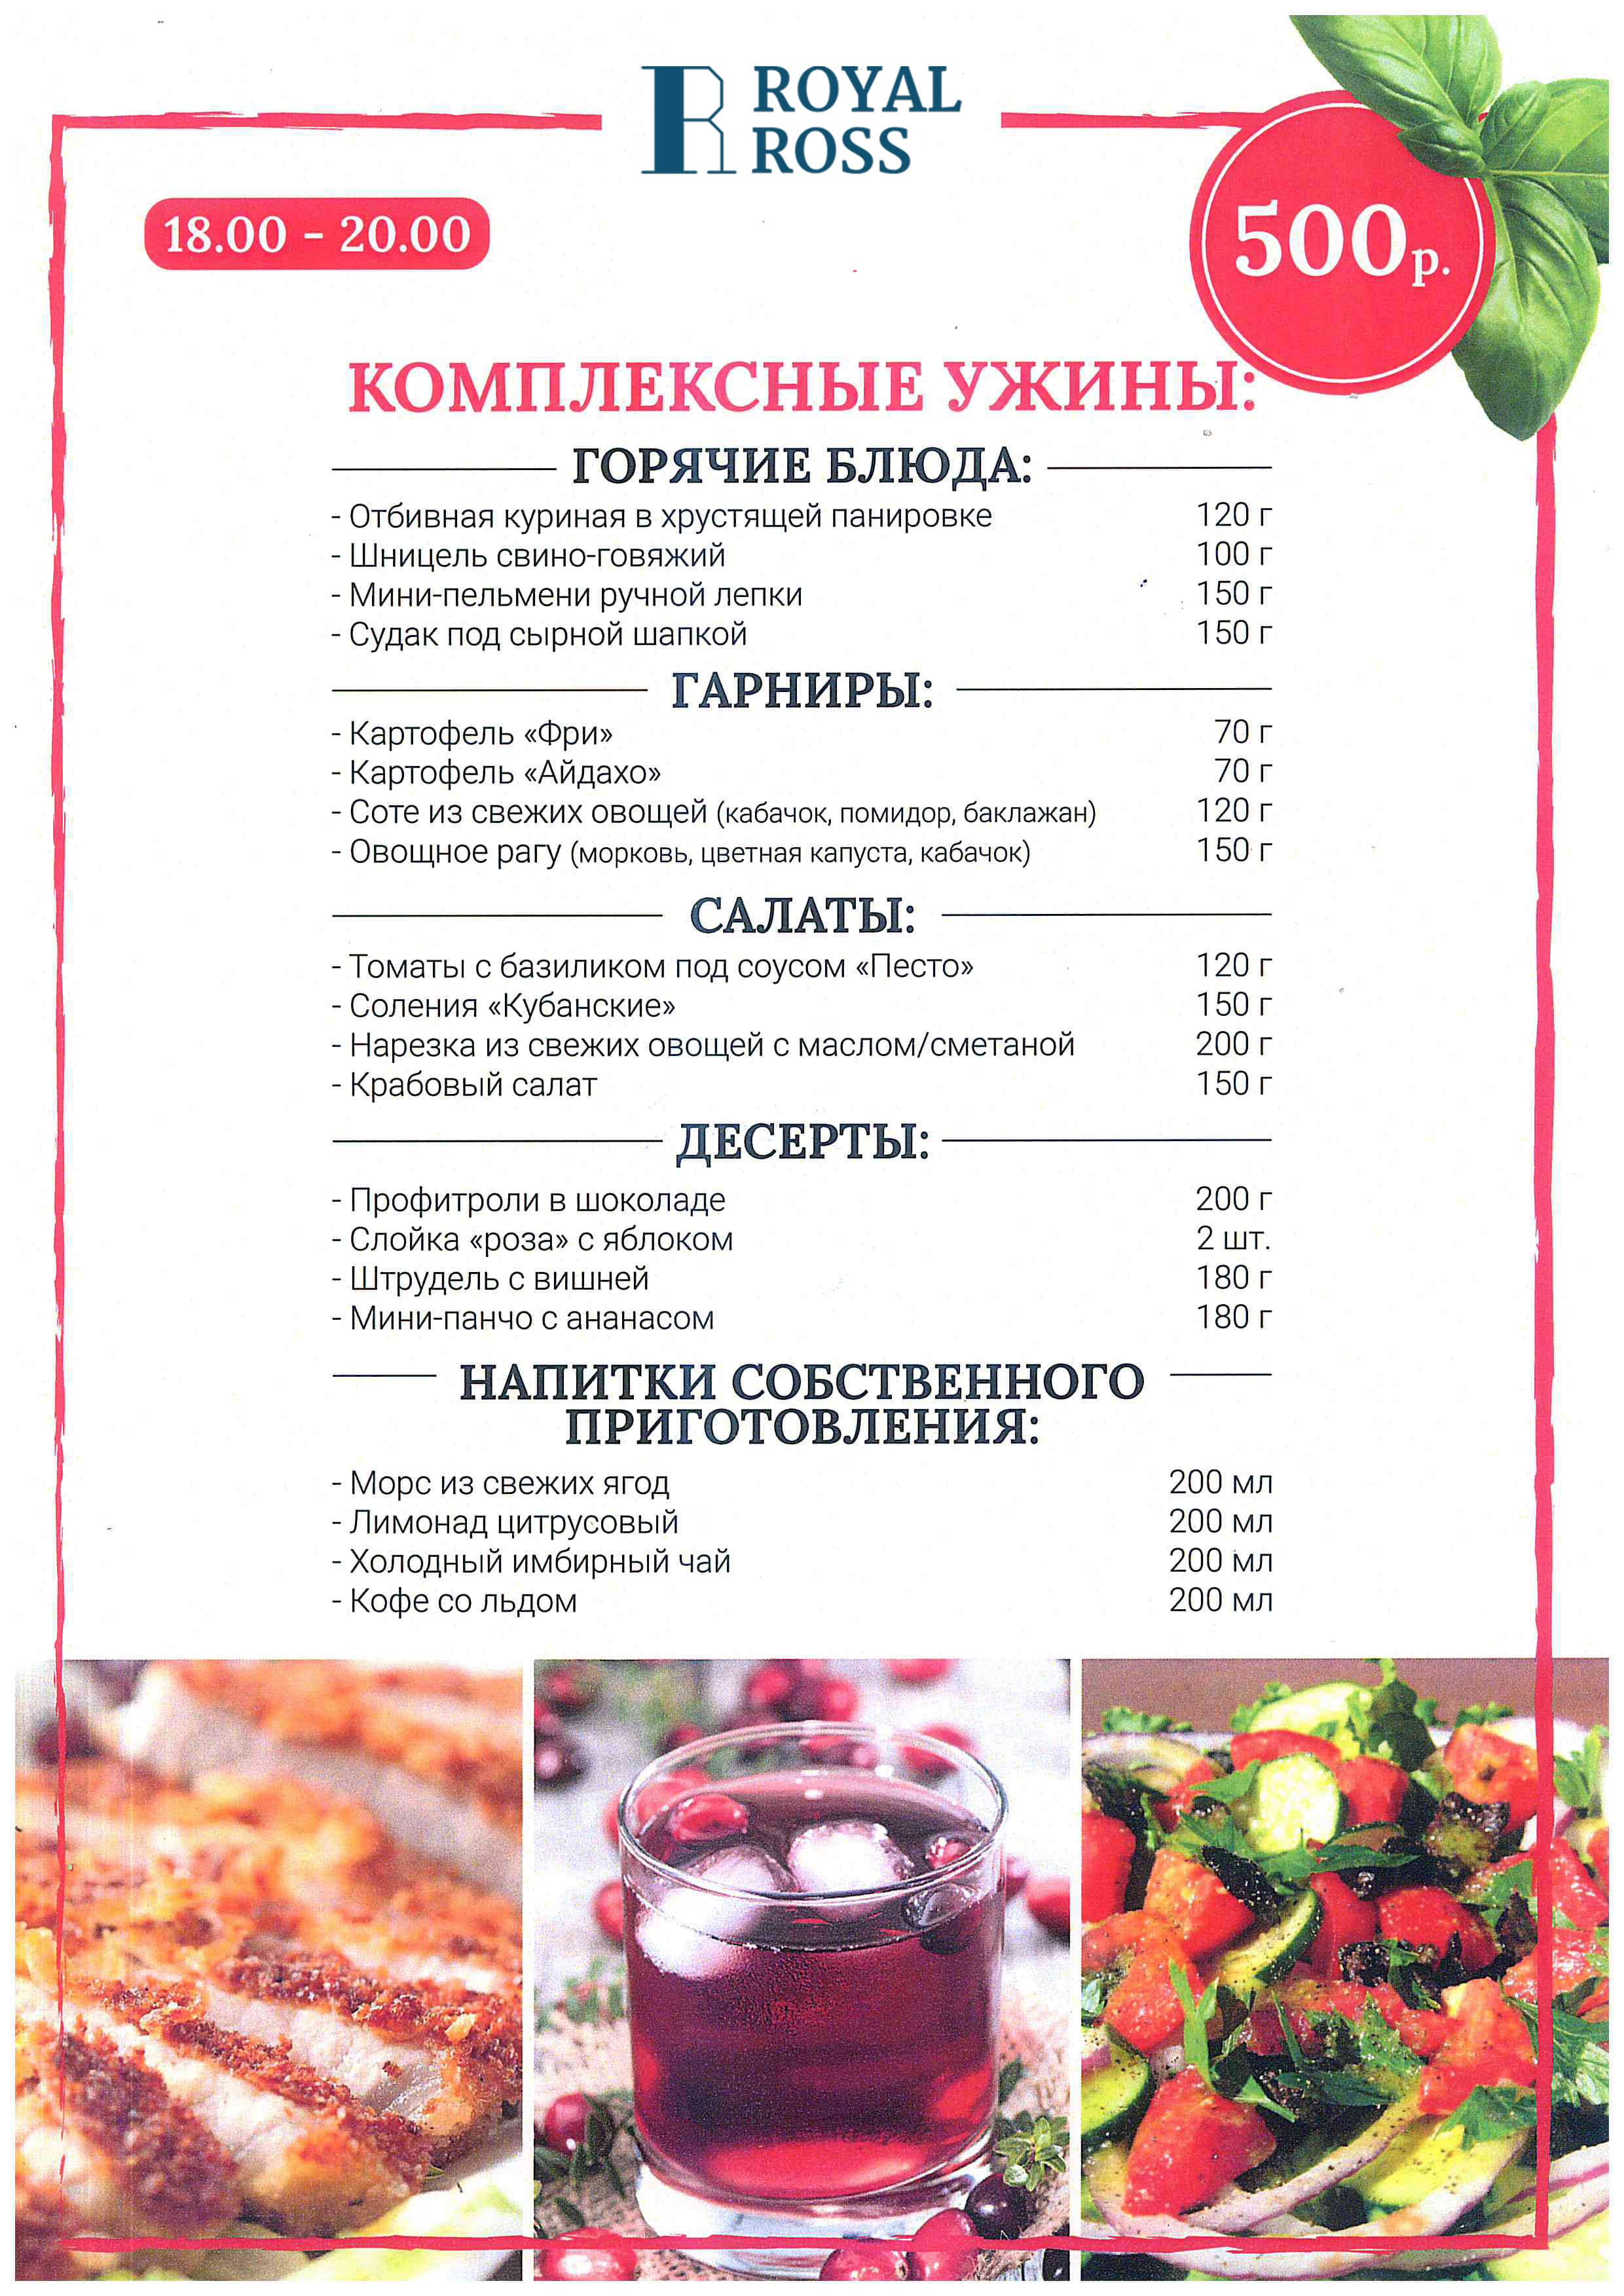 ROYAL
ROSS
18.00 - 20.00
500р.
КОМПЛЕКСНЫЕ УЖИНЫ:
ГОРЯЧИЕ БЛЮДА:
- Отбивная куриная в хрустящей панировке 120 г
- Шницель свино-говяжий 100 г
- Мини-пельмени ручной лепки 150 г
- Судак под сырной шапкой 150 г
ГАРНИРЫ:
- Картофель «Фри» 70 г
- Картофель «Айдахо» 70 г
- Соте из свежих овощей (кабачок, помидор, баклажан) 120 г
- Овощное рагу (морковь, цветная капуста, кабачок) 150 г
САЛАТЫ:
- Томаты с базиликом под соусом «Песто» 120 г
- Соления «Кубанские» 150 г
- Нарезка из свежих овощей с маслом/сметаной 200 г
- Крабовый салат 150 г
ДЕСЕРТЫ:
- Профитроли в шоколаде 200 г
- Слойка «роза» с яблоком 2 шт.
- Штрудель с вишней 180 г
- Мини-панчо с ананасом 180 г
НАПИТКИ СОБСТВЕННОГО
ПРИГОТОВЛЕНИЯ:
- Морс из свежих ягод 200 мл
- Лимонад цитрусовый 200 мл
- Холодный имбирный чай 200 мл
- Кофе со льдом 200 мл